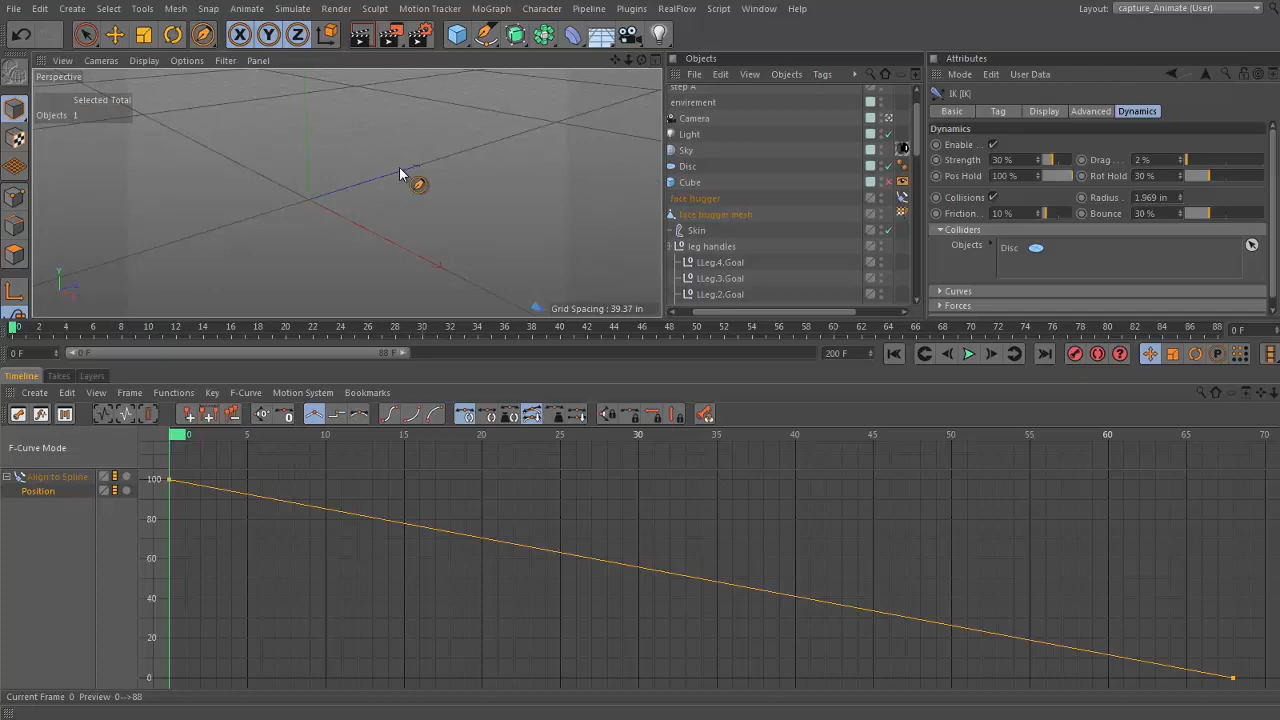 File Edit Create Select Tools Mesh Snap Animate Simulate Render Sculpt Motion Tracker MoGraph Character Pipeline Plugins RealFlow Script Window Help
Layout: capture_Animate (User)
X Y Z
View Cameras Display Options Filter Panel
Perspective
Selected Total
Objects 1
Y
Grid Spacing : 39.37 in
Objects
File Edit View Objects Tags
step A
envirement
Camera
Light
Sky
Disc
Cube
face hugger
face hugger mesh
Skin
leg handles
LLeg.4.Goal
LLeg.3.Goal
LLeg.2.Goal
Attributes
Mode Edit User Data
IK [IK]
Basic Tag Display Advanced Dynamics
Dynamics
Enable
Strength 30 % Drag 2 %
Pos Hold 100 % Rot Hold 30 %
Collisions Radius 1.969 in
Friction 10 % Bounce 30 %
Colliders
Objects Disc
Curves
Forces
0 2 4 6 8 10 12 14 16 18 20 22 24 26 28 30 32 34 36 38 40 42 44 46 48 50 52 54 56 58 60 62 64 66 68 70 72 74 76 78 80 82 84 86 88 0 F
0 F 0 F 88 F 200 F
Timeline Takes Layers
Create Edit View Frame Functions Key F-Curve Motion System Bookmarks
F-Curve Mode
0 5 10 15 20 25 30 35 40 45 50 55 60 65 70
Align to Spline
Position
100
80
60
40
20
0
Current Frame 0 Preview 0-->88